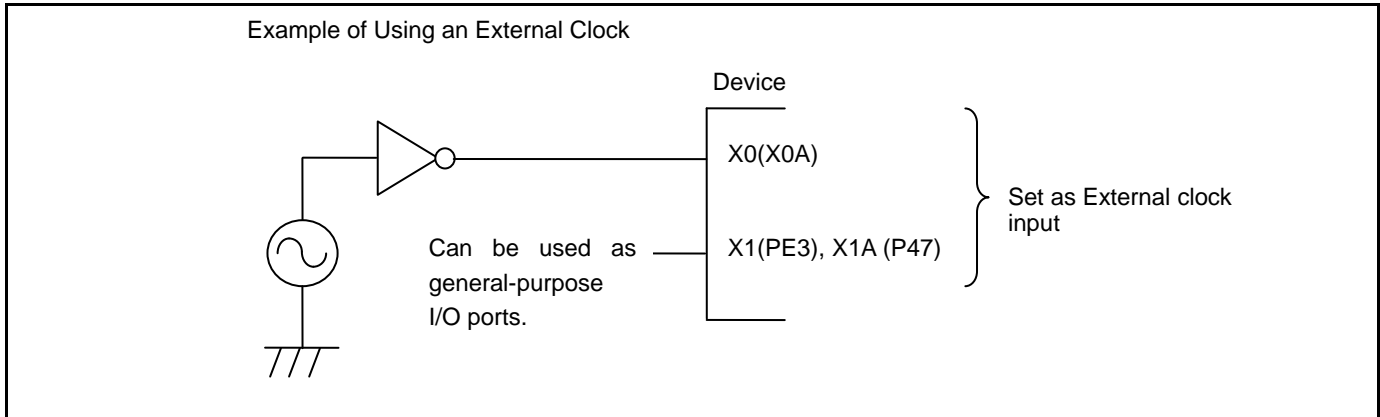 Example of Using an External Clock
Device
X0(X0A)
Set as External clock
input
Can be used as
general-purpose
I/O ports.
X1(PE3), X1A (P47)